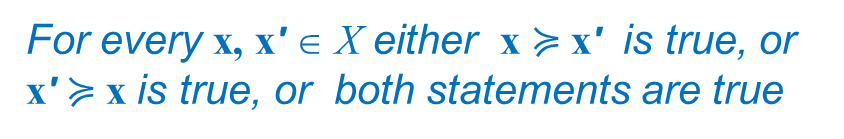 For every x, x' ∈ X either x ≽ x' is true, or
x' ≽ x is true, or both statements are true